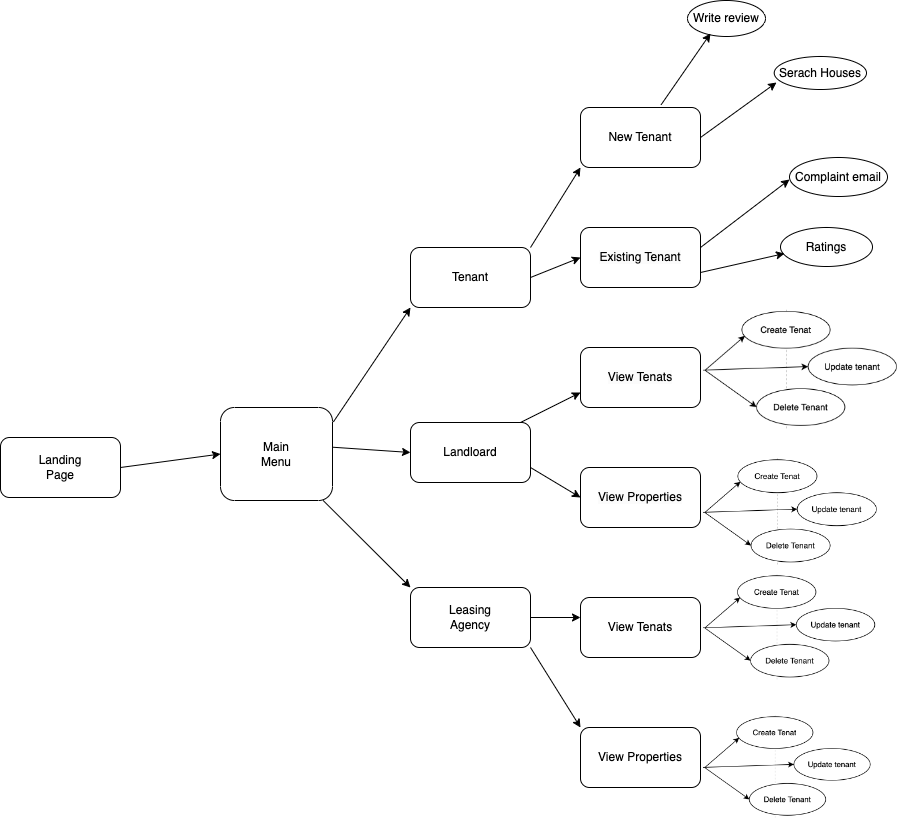 Write review
Serach Houses
New Tenant
Complaint email
Existing Tenant
Ratings
Tenant
Create Tenat
Update tenant
View Tenats
Delete Tenant
Landing
Page
Main
Menu
Landloard
Create Tenat
View Properties
Update tenant
Delete Tenant
Leasing
Agency
Create Tenat
View Tenats
Update tenant
Delete Tenant
Create Tenat
View Properties
Update tenant
Delete Tenant